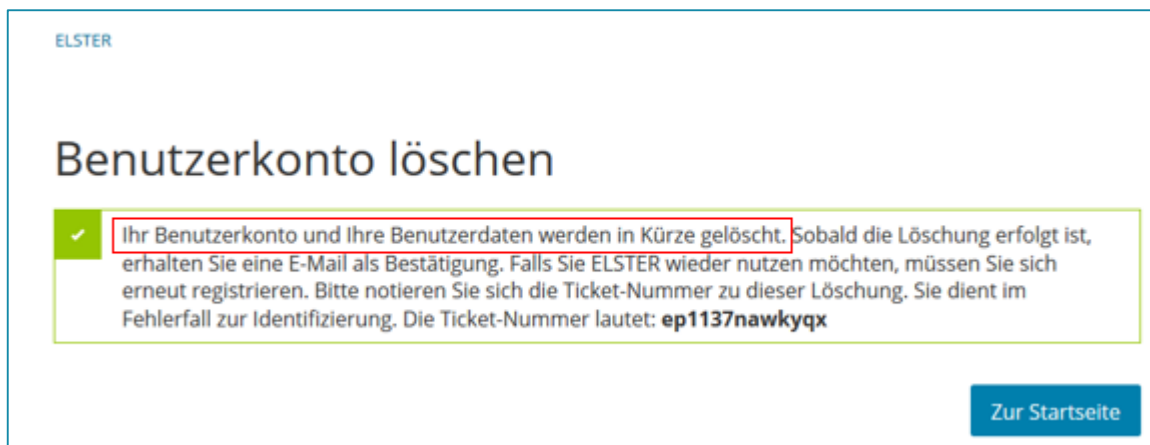 ELSTER
Benutzerkonto löschen
Ihr Benutzerkonto und Ihre Benutzerdaten werden in Kürze gelöscht. Sobald die Löschung erfolgt ist,
erhalten Sie eine E-Mail als Bestätigung. Falls Sie ELSTER wieder nutzen möchten, müssen Sie sich
erneut registrieren. Bitte notieren Sie sich die Ticket-Nummer zu dieser Löschung. Sie dient im
Fehlerfall zur Identifizierung. Die Ticket-Nummer lautet: ep1137nawkyqx
Zur Startseite